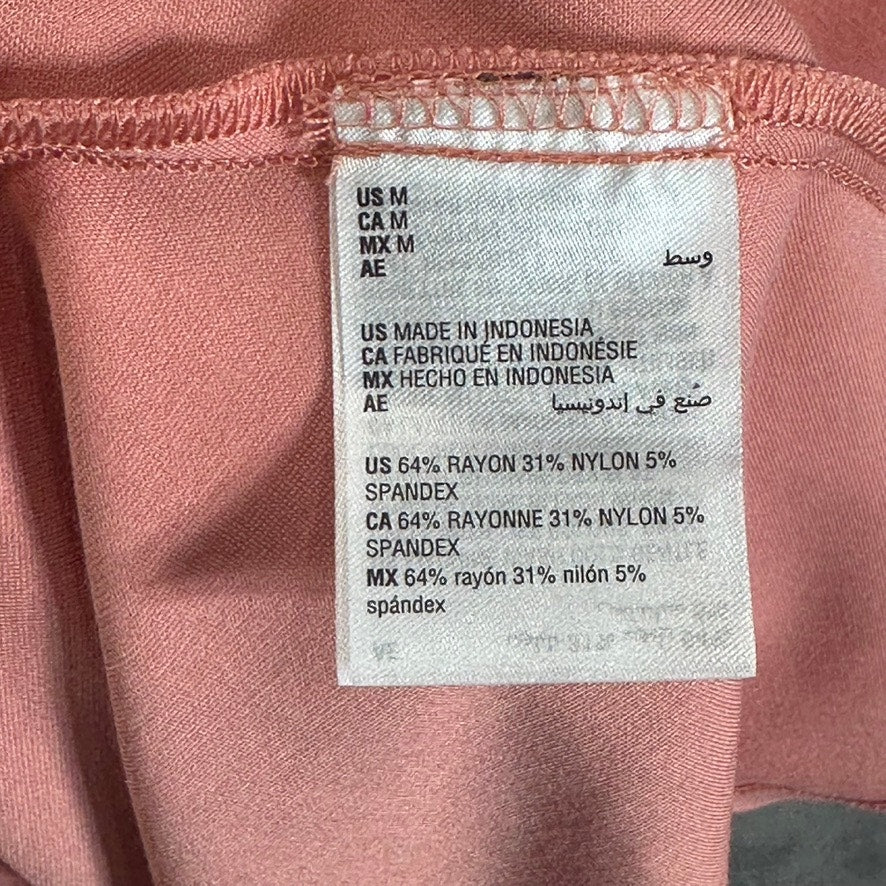 US M
CA M
MX M
AE وسط
US MADE IN INDONESIA
CA FABRIQUÉ EN INDONÉSIE
MX HECHO EN INDONESIA
AE صُنع في إندونيسيا
US 64% RAYON 31% NYLON 5%
SPANDEX
CA 64% RAYONNE 31% NYLON 5%
SPANDEX
MX 64% rayón 31% nilón 5%
spándex